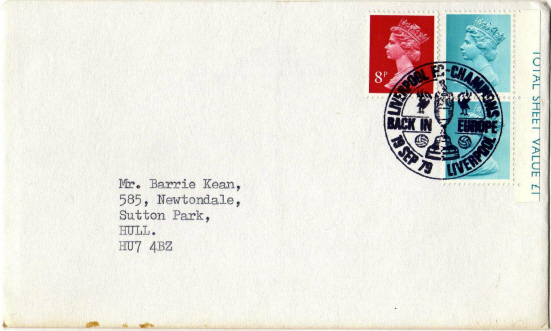 8P
LIVERPOOL FC-CHAMPIONS
BACK IN EUROPE
19 SEP 79 LIVERPOOL
TOTAL SHEET VALUE £1
Mr. Barrie Kean,
585, Newtondale,
Sutton Park,
HULL.
HU7 4BZ